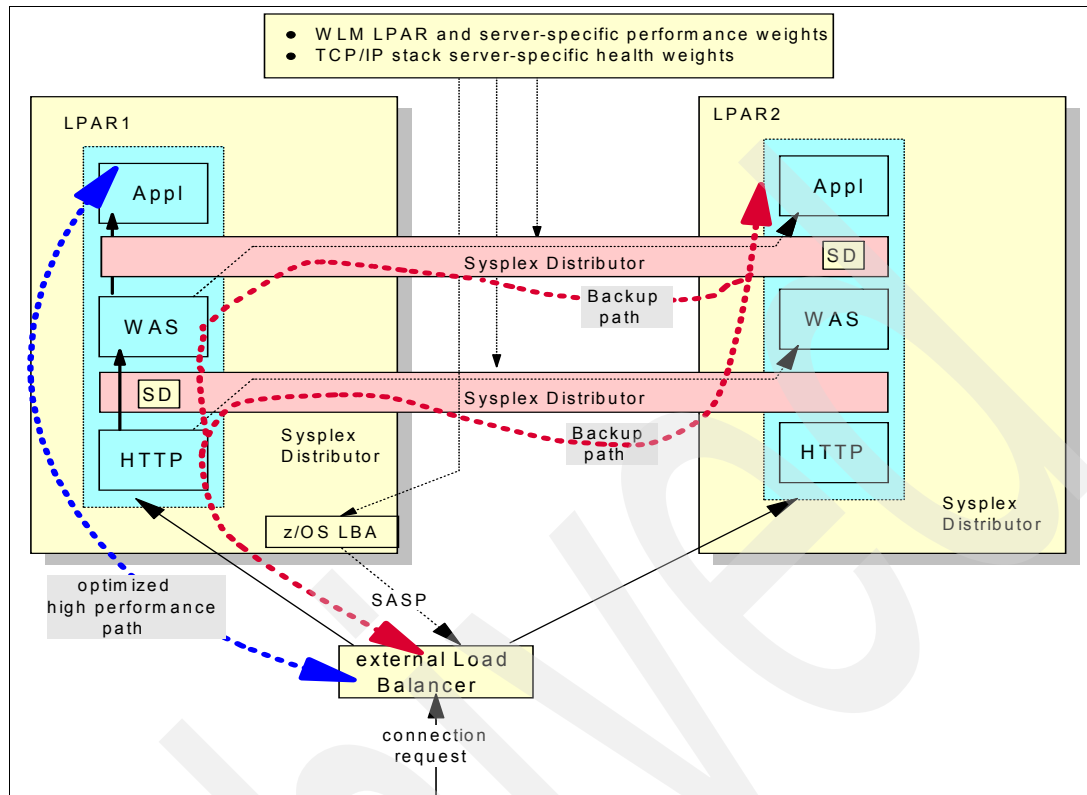 ● WLM LPAR and server-specific performance weights
● TCP/IP stack server-specific health weights
LPAR1
LPAR2
Appl
Appl
Sysplex Distributor
SD
Backup
path
WAS
WAS
SD
Sysplex Distributor
Backup
path
HTTP
HTTP
Sysplex
Distributor
Sysplex
Distributor
z/OS LBA
optimized
high performance
path
SASP
external Load
Balancer
connection
request